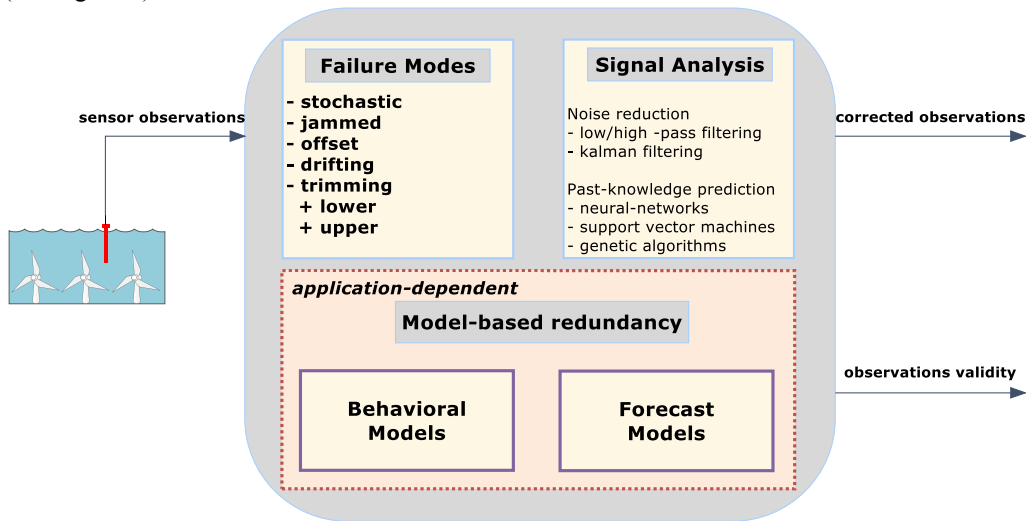 sensor observations
Failure Modes
- stochastic
- jammed
- offset
- drifting
- trimming
+ lower
+ upper
Signal Analysis
Noise reduction
- low/high -pass filtering
- kalman filtering
Past-knowledge prediction
- neural-networks
- support vector machines
- genetic algorithms
corrected observations
application-dependent
Model-based redundancy
Behavioral
Models
Forecast
Models
observations validity